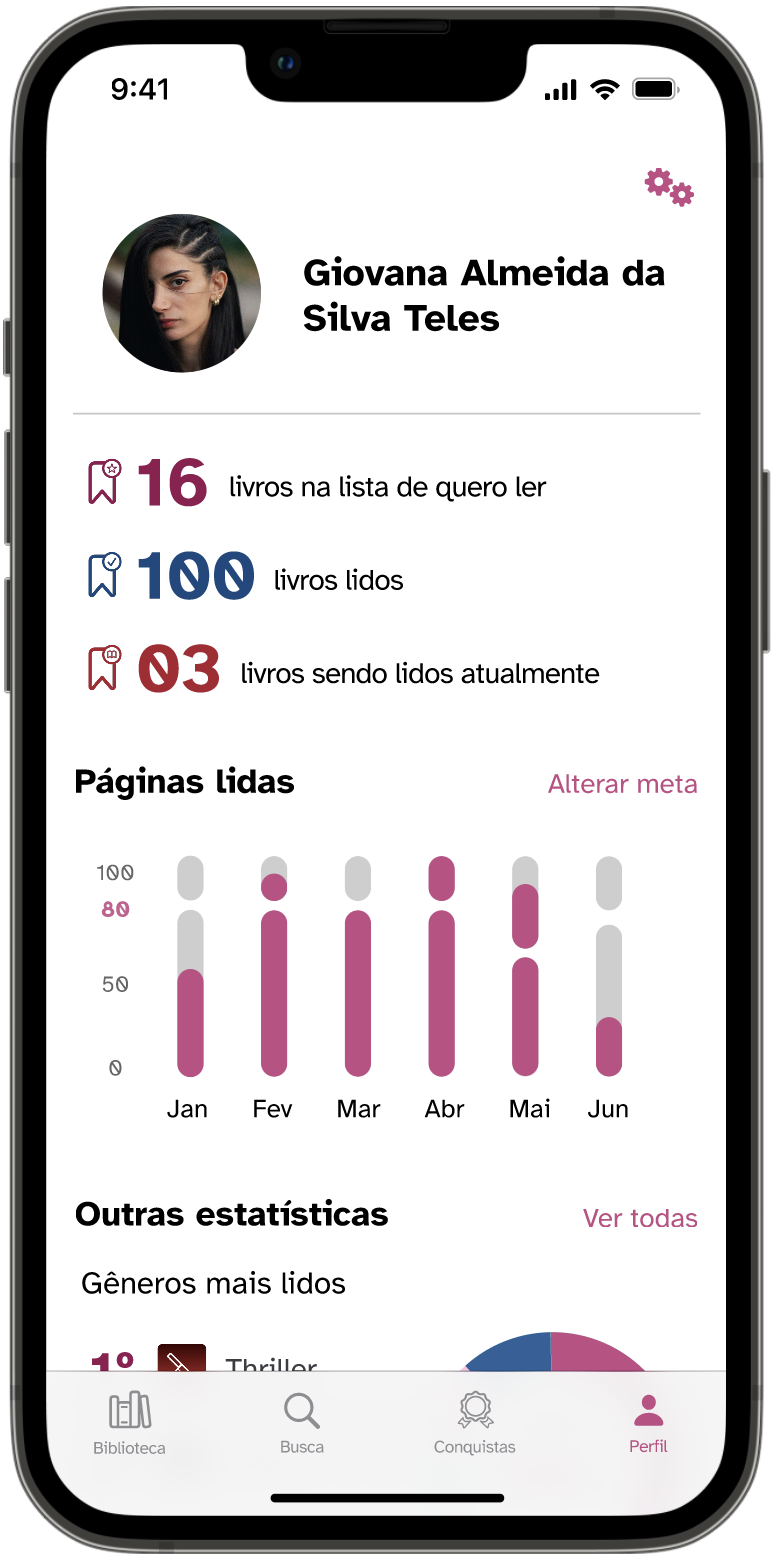 9:41
Giovana Almeida da
Silva Teles
16 livros na lista de quero ler
100 livros lidos
03 livros sendo lidos atualmente
Páginas lidas
Alterar meta
100
80
50
0
Jan Fev Mar Abr Mai Jun
Outras estatísticas
Ver todas
Gêneros mais lidos
1º Thriller
Biblioteca Busca Conquistas Perfil